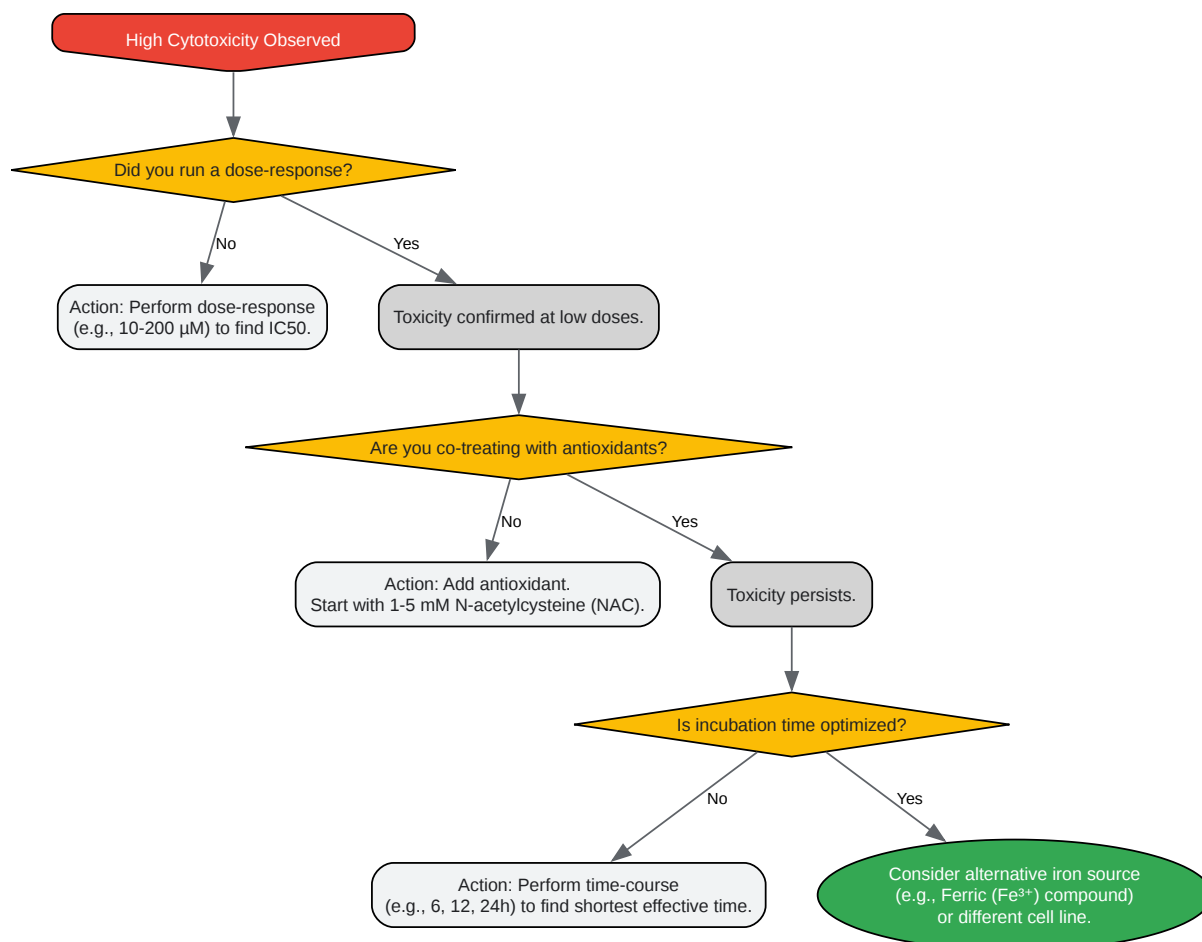 High Cytotoxicity Observed
Did you run a dose-response?
No
Yes
Action: Perform dose-response
(e.g., 10-200 µM) to find IC50.
Toxicity confirmed at low doses.
Are you co-treating with antioxidants?
No
Yes
Action: Add antioxidant.
Start with 1-5 mM N-acetylcysteine (NAC).
Toxicity persists.
Is incubation time optimized?
No
Yes
Action: Perform time-course
(e.g., 6, 12, 24h) to find shortest effective time.
Consider alternative iron source
(e.g., Ferric (Fe³⁺) compound)
or different cell line.